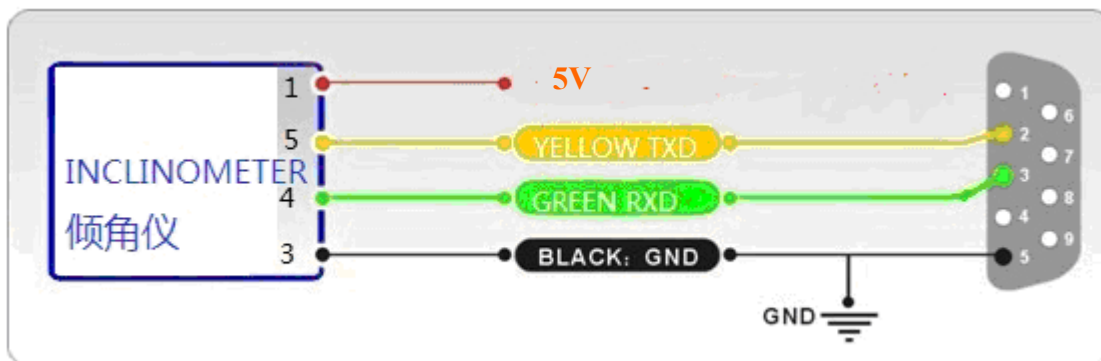 1
5V
5
YELLOW TXD
INCLINOMETER
倾角仪
4
GREEN RXD
3
BLACK: GND
GND
1
6
2
7
3
8
4
9
5